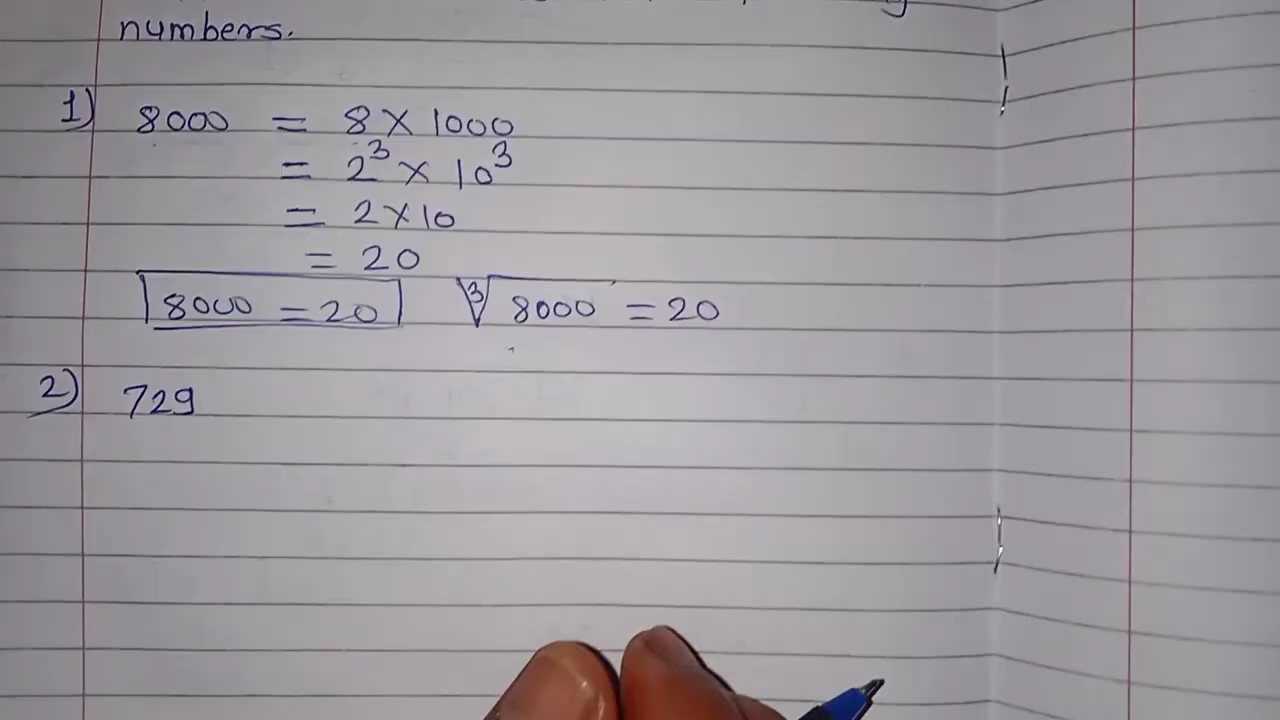 numbers.
1) 8000 = 8 × 1000
= 2³ × 10³
= 2 × 10
= 20
8000 = 20 ∛8000 = 20
2) 729